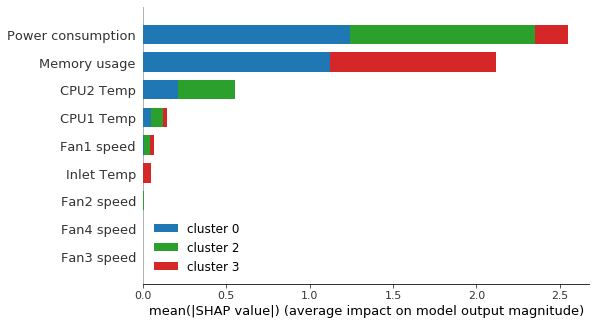 Power consumption
Memory usage
CPU2 Temp
CPU1 Temp
Fan1 speed
Inlet Temp
Fan2 speed
Fan4 speed
Fan3 speed
cluster 0
cluster 2
cluster 3
0.0 0.5 1.0 1.5 2.0 2.5
mean(|SHAP value|) (average impact on model output magnitude)